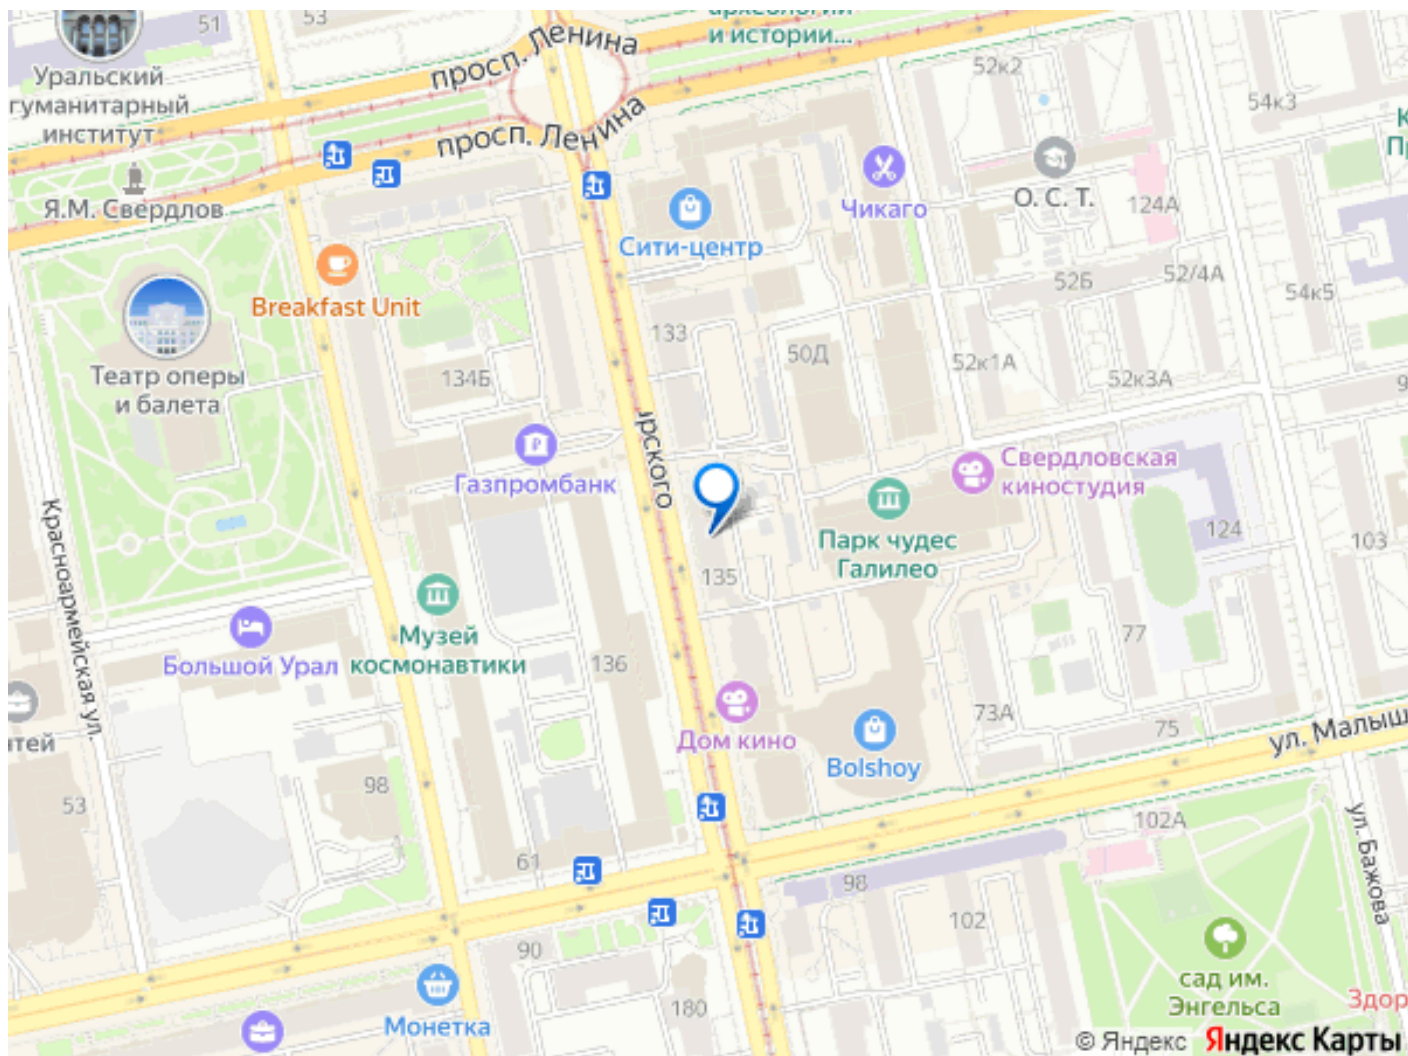 51
53
просп. Ленина
археологии
и истории...
52к2
54к3
Уральский
гуманитарный
институт
просп. Ленина
Я.М. Свердлов
Сити-центр
Чикаго
О. С. Т.
124А
Breakfast Unit
52Б
52/4А
54к5
133
50Д
52к1А
52к3А
Театр оперы
и балета
134Б
Газпромбанк
Свердловская
киностудия
Красноармейская ул.
Парк чудес
Галилео
124
103
135
Музей
космонавтики
Большой Урал
136
77
73А
75
Дом кино
Bolshoy
ул. Малыш
53
98
102А
ул. Бажова
61
98
102
90
сад им.
Энгельса
180
Монетка
Здор
© Яндекс Яндекс Карты